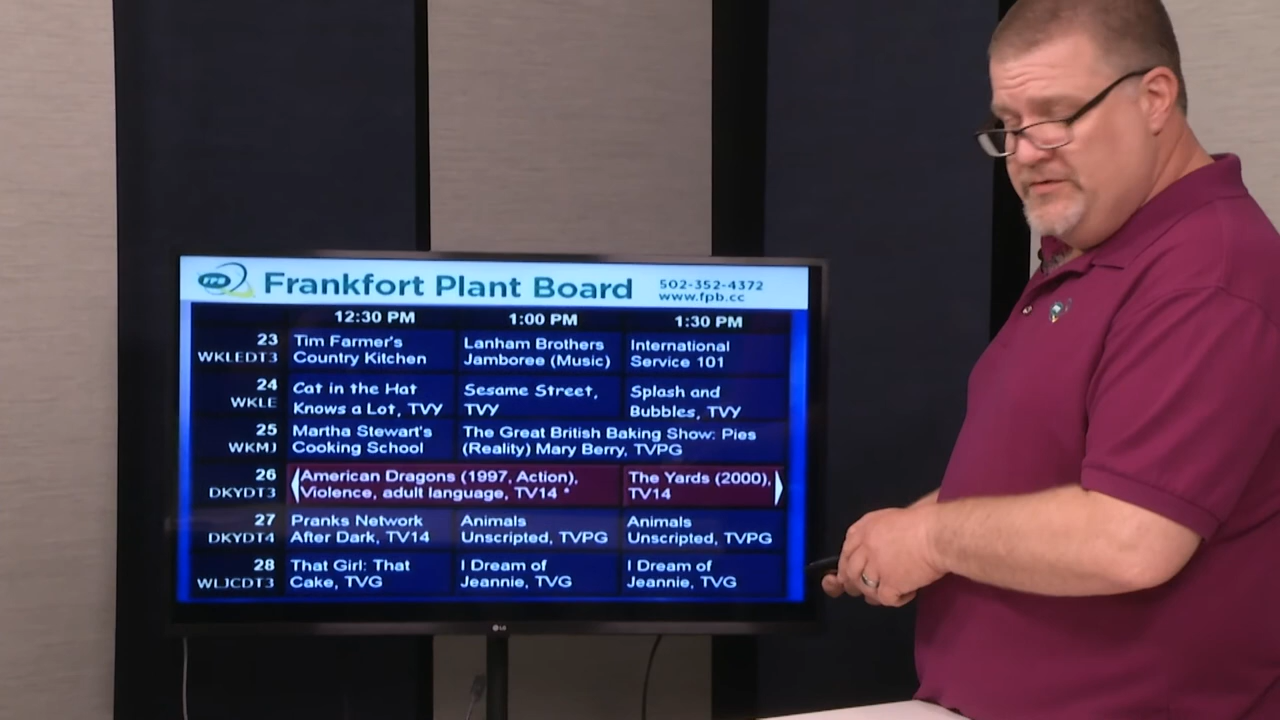 FPB Frankfort Plant Board 502-352-4372
www.fpb.cc
12:30 PM 1:00 PM 1:30 PM
23 Tim Farmer's Lanham Brothers International
WKLEDT3 Country Kitchen Jamboree (Music) Service 101
24 Cat in the Hat Sesame Street, Splash and
WKLE Knows a Lot, TVY TVY Bubbles, TVY
25 Martha Stewart's The Great British Baking Show: Pies
WKMJ Cooking School (Reality) Mary Berry, TVPG
26 American Dragons (1997, Action), The Yards (2000),
DKYDT3 Violence, adult language, TV14 * TV14
27 Pranks Network Animals Animals
DKYDT4 After Dark, TV14 Unscripted, TVPG Unscripted, TVPG
28 That Girl: That I Dream of I Dream of
WLJCDT3 Cake, TVG Jeannie, TVG Jeannie, TVG
LG